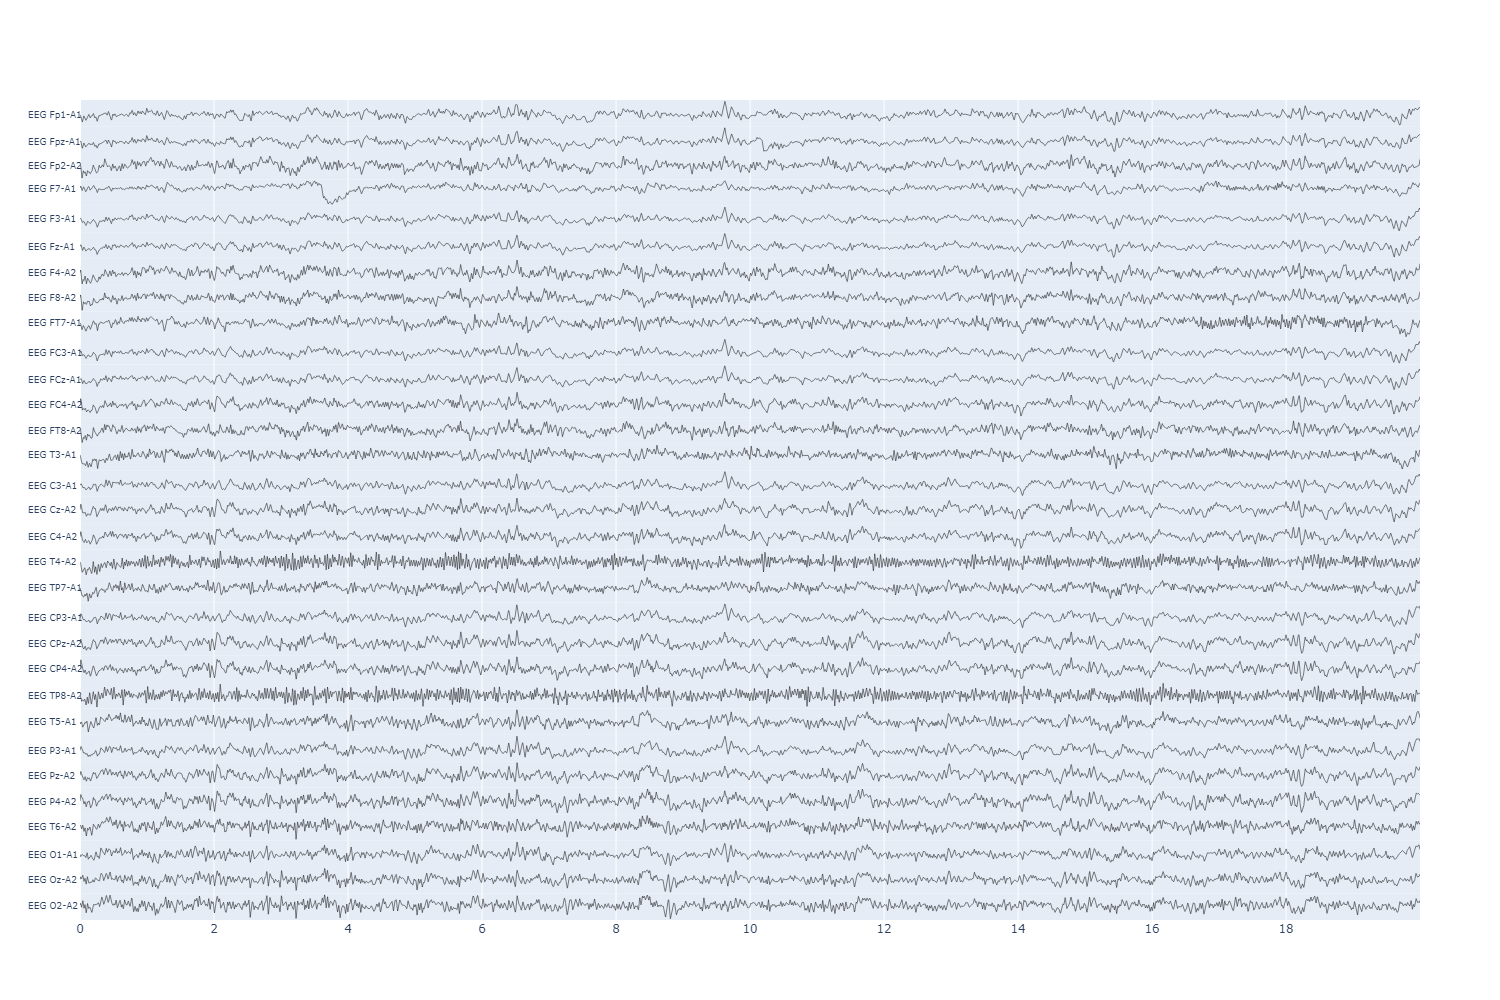 EEG Fp1-A1
EEG Fpz-A1
EEG Fp2-A2
EEG F7-A1
EEG F3-A1
EEG Fz-A1
EEG F4-A2
EEG F8-A2
EEG FT7-A1
EEG FC3-A1
EEG FCz-A1
EEG FC4-A2
EEG FT8-A2
EEG T3-A1
EEG C3-A1
EEG Cz-A2
EEG C4-A2
EEG T4-A2
EEG TP7-A1
EEG CP3-A1
EEG CPz-A2
EEG CP4-A2
EEG TP8-A2
EEG T5-A1
EEG P3-A1
EEG Pz-A2
EEG P4-A2
EEG T6-A2
EEG O1-A1
EEG Oz-A2
EEG O2-A2
0 2 4 6 8 10 12 14 16 18